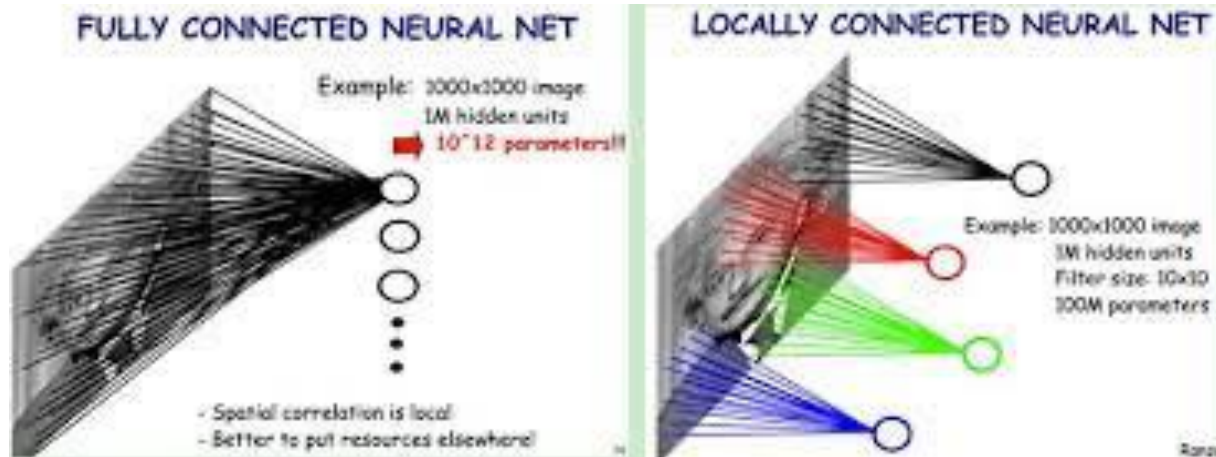 FULLY CONNECTED NEURAL NET
Example: 1000x1000 image
1M hidden units
10^12 parameters!!
- Spatial correlation is local
- Better to put resources elsewhere!
LOCALLY CONNECTED NEURAL NET
Example: 1000x1000 image
1M hidden units
Filter size: 10x10
100M parameters